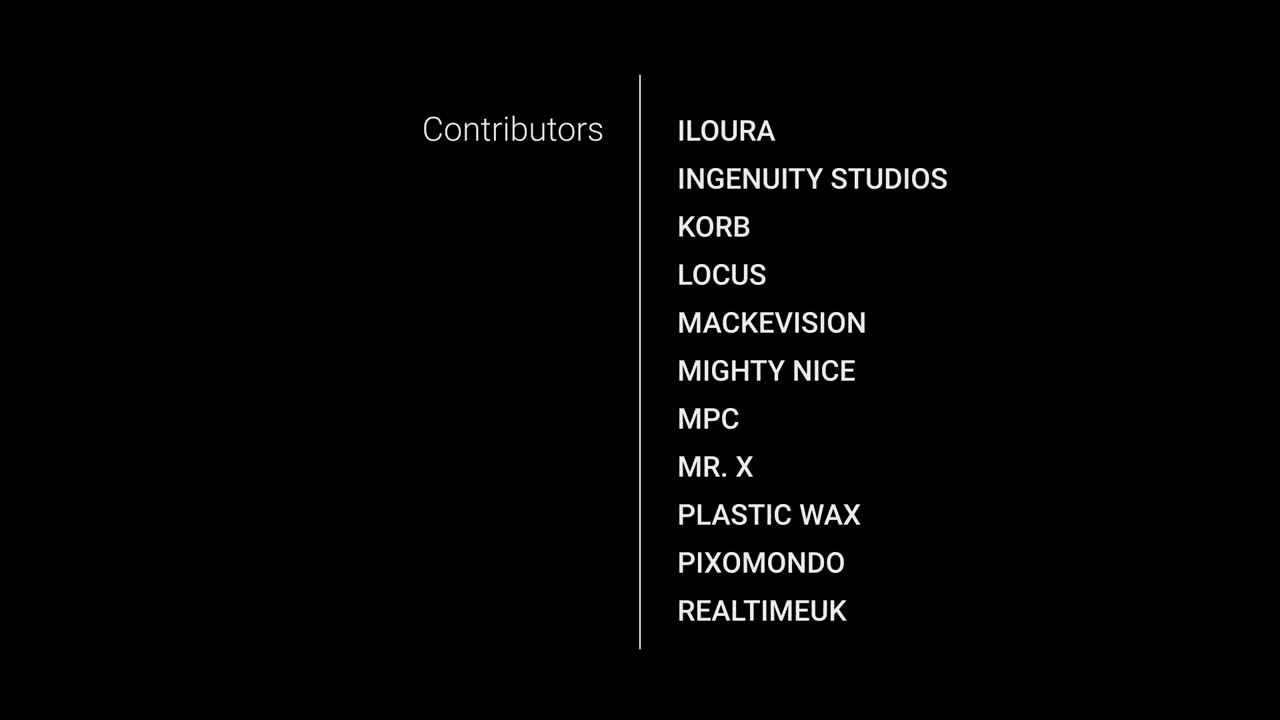 Contributors
ILOURA
INGENUITY STUDIOS
KORB
LOCUS
MACKEVISION
MIGHTY NICE
MPC
MR. X
PLASTIC WAX
PIXOMONDO
REALTIMEUK